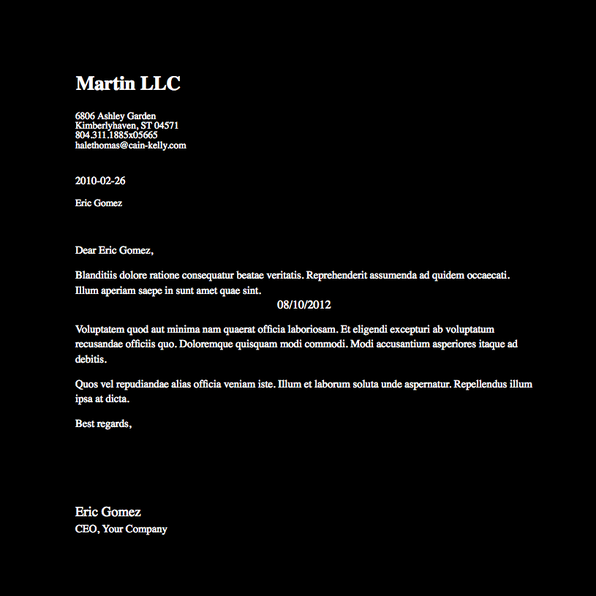 Martin LLC
6806 Ashley Garden
Kimberlyhaven, ST 04571
804.311.1885x05665
halethomas@cain-kelly.com
2010-02-26
Eric Gomez
Dear Eric Gomez,
Blanditiis dolore ratione consequatur beatae veritatis. Reprehenderit assumenda ad quidem occaecati.
Illum aperiam saepe in sunt amet quae sint.
08/10/2012
Voluptatem quod aut minima nam quaerat officia laboriosam. Et eligendi excepturi ab voluptatum
recusandae officiis quo. Doloremque quisquam modi commodi. Modi accusantium asperiores itaque ad
debitis.
Quos vel repudiandae alias officia veniam iste. Illum et laborum soluta unde aspernatur. Repellendus illum
ipsa at dicta.
Best regards,
Eric Gomez
CEO, Your Company